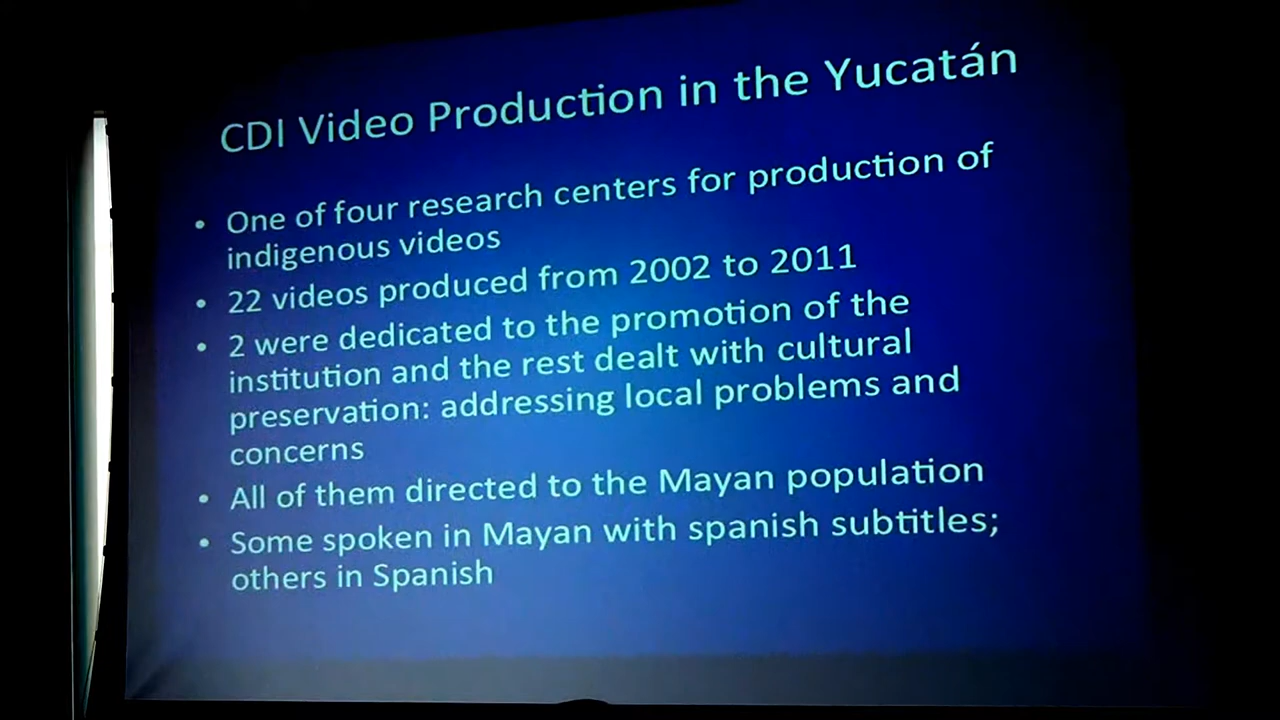 CDI Video Production in the Yucatán
• One of four research centers for production of
indigenous videos
• 22 videos produced from 2002 to 2011
• 2 were dedicated to the promotion of the
institution and the rest dealt with cultural
preservation: addressing local problems and
concerns
• All of them directed to the Mayan population
• Some spoken in Mayan with spanish subtitles;
others in Spanish